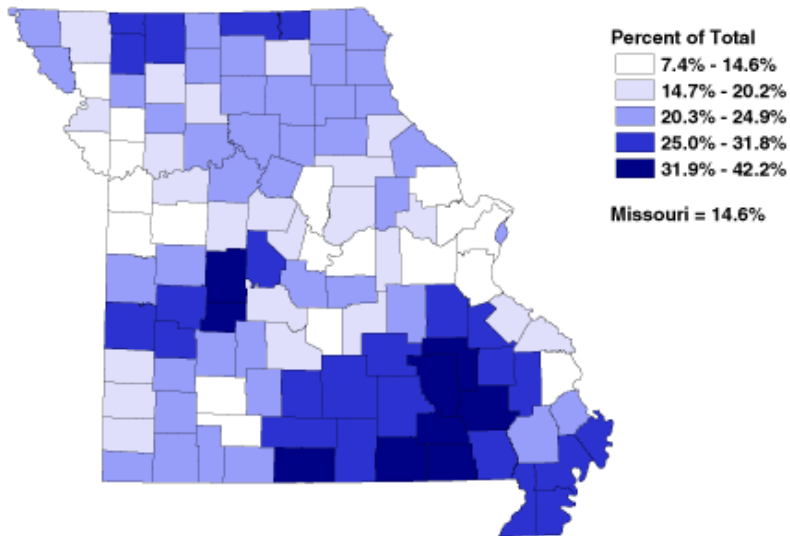 Percent of Total
7.4% - 14.6%
14.7% - 20.2%
20.3% - 24.9%
25.0% - 31.8%
31.9% - 42.2%
Missouri = 14.6%